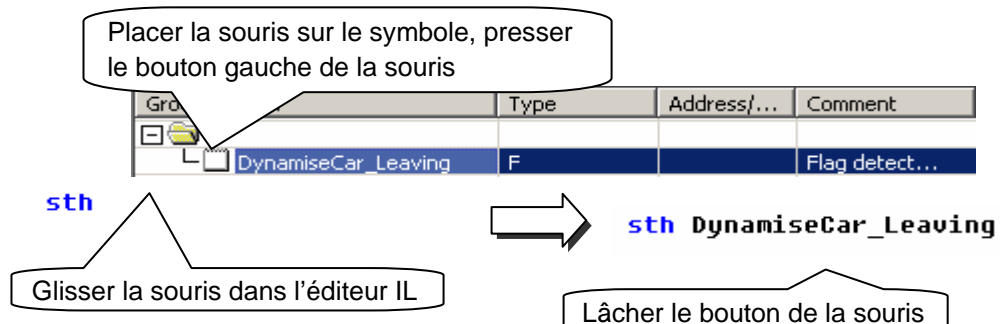 Placer la souris sur le symbole, presser
le bouton gauche de la souris
Gro Type Address/... Comment
DynamiseCar_Leaving F Flag detect...
sth
sth DynamiseCar_Leaving
Glisser la souris dans l’éditeur IL
Lâcher le bouton de la souris